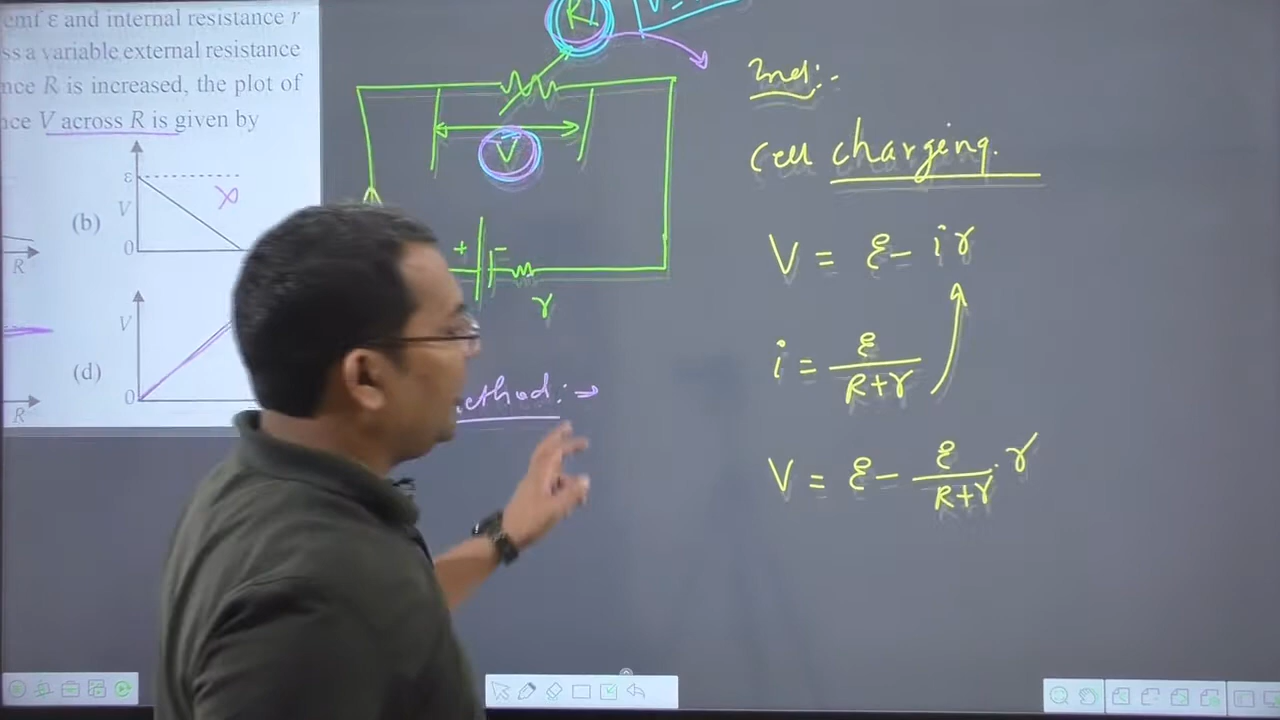 emf ε and internal resistance r
ss a variable external resistance
nce R is increased, the plot of
nce V across R is given by
ε
V
0
(b)
R
V
0
(d)
R
R
V
+ -
r
ethod: →
2nd:-
Cell charging.
V = ε - ir
i = ε/(R+r)
V = ε - ε/(R+r) . r